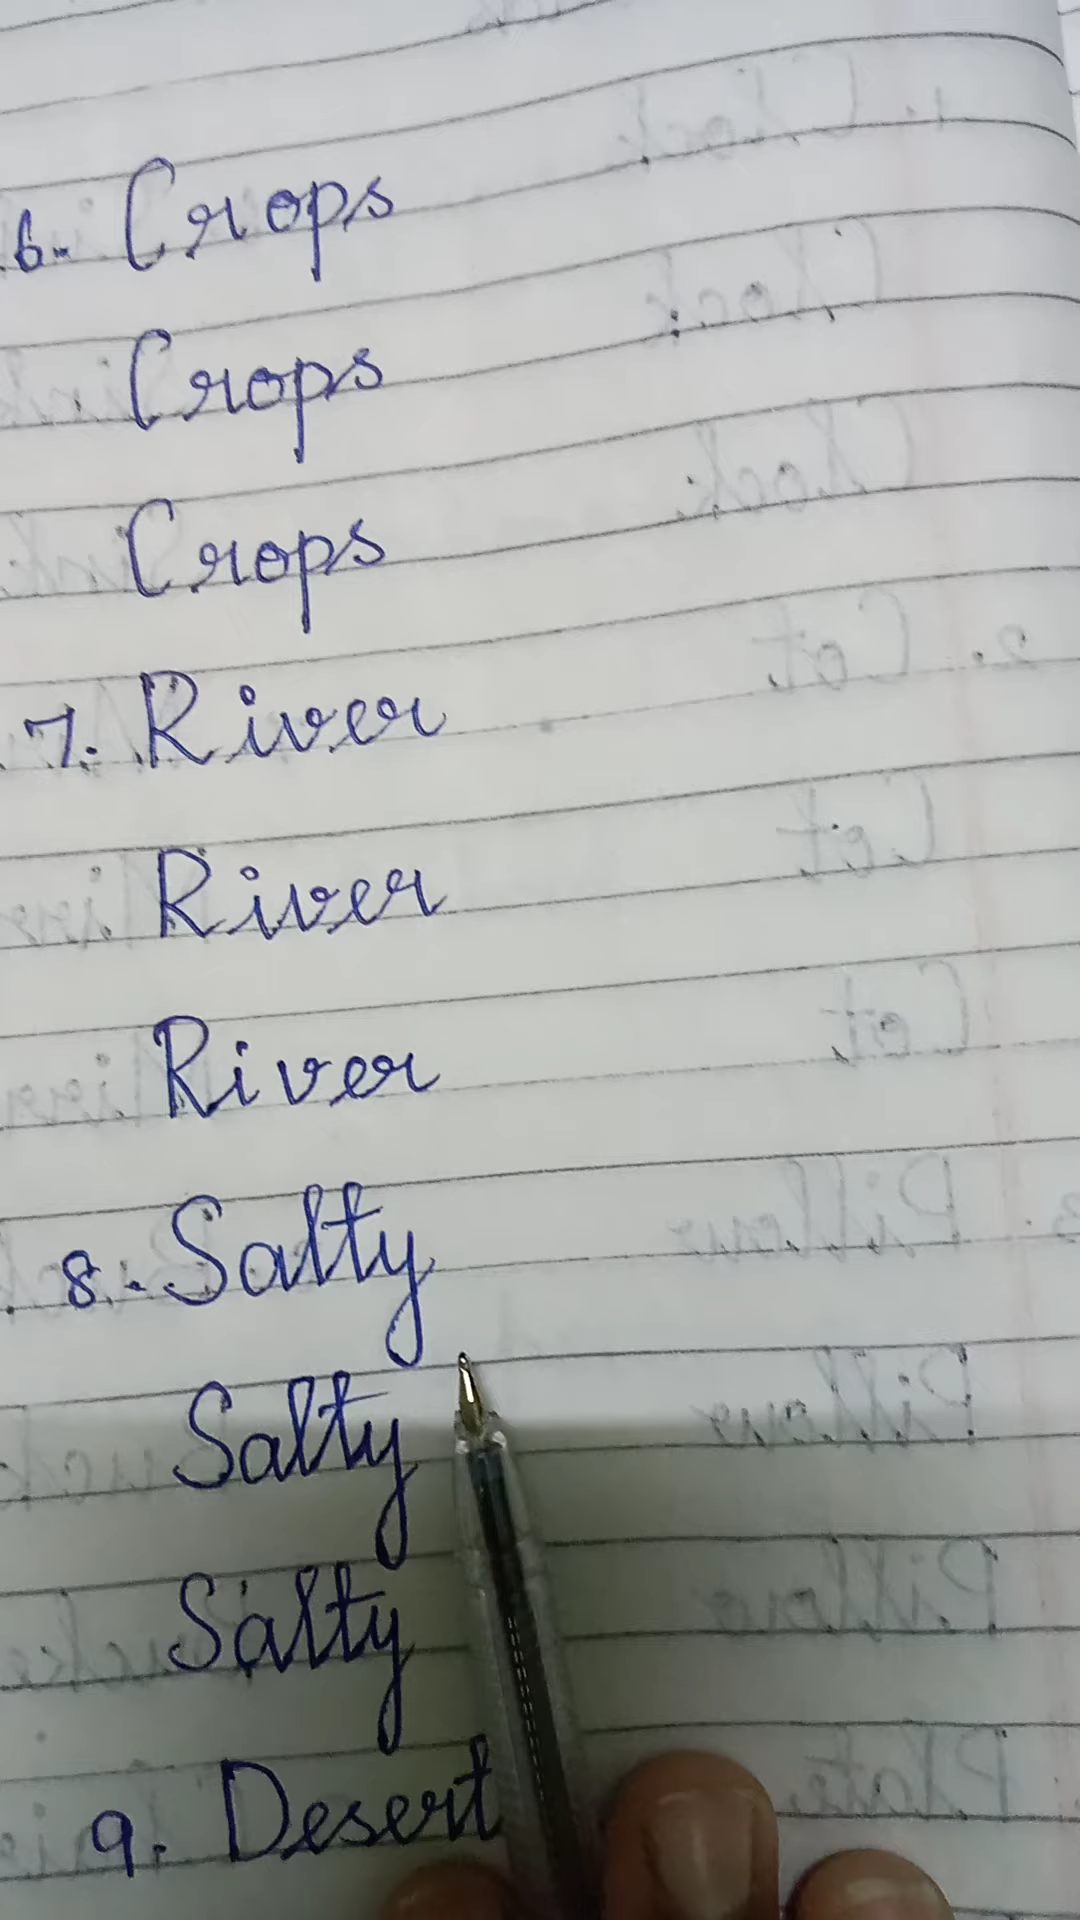 6. Crops
Crops
Crops
7. River
River
River
8. Salty
Salty
Salty
9. Desert